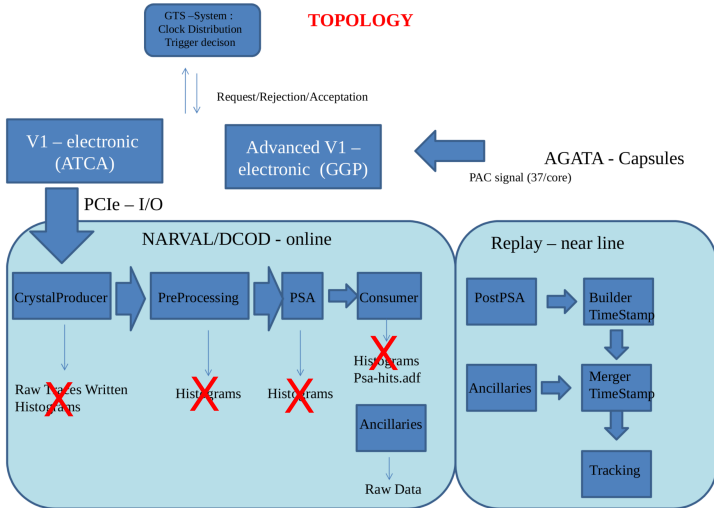 GTS –System :
Clock Distribution
Trigger decison
TOPOLOGY
Request/Rejection/Acceptation
V1 – electronic
(ATCA)
Advanced V1 –
electronic (GGP)
AGATA - Capsules
PAC signal (37/core)
PCIe – I/O
NARVAL/DCOD - online
Replay – near line
CrystalProducer
PreProcessing
PSA
Consumer
PostPSA
Builder
TimeStamp
Raw Traces Written
Histograms
Histograms
Histograms
Histograms
Psa-hits.adf
Ancillaries
Merger
TimeStamp
Ancillaries
Raw Data
Tracking